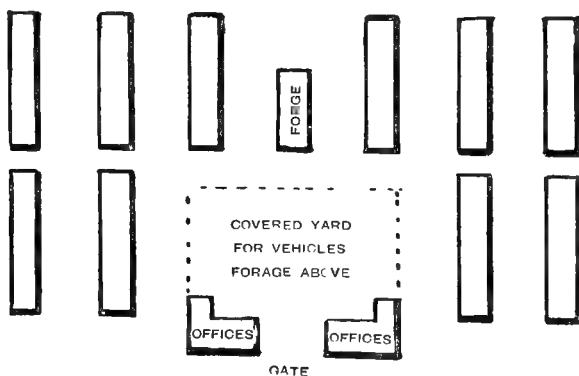 FORGE
COVERED YARD
FOR VEHICLES
FORAGE ABOVE
OFFICES
OFFICES
GATE